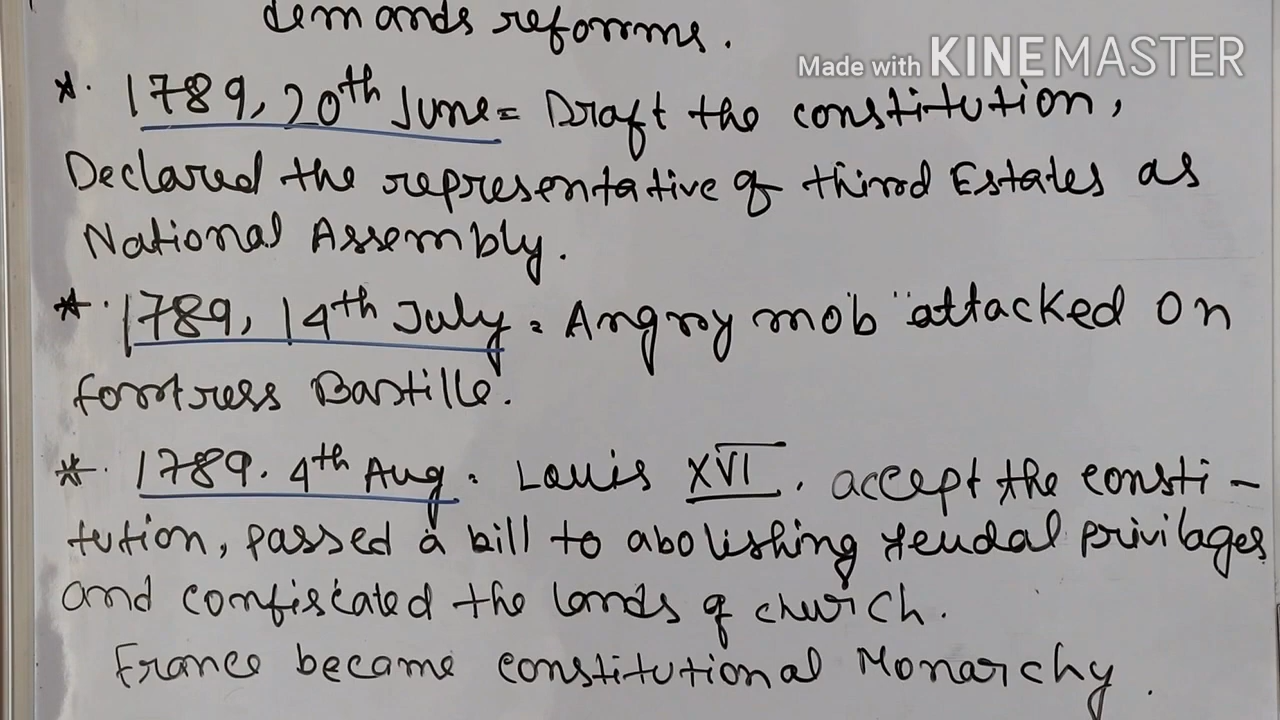 demands reforms.
Made with KINEMASTER
*. 1789, 20th June = Draft the constitution,
Declared the representative of third Estates as
National Assembly.
*. 1789, 14th July = Angry mob attacked on
fortress Bastille.
*. 1789. 4th Aug = Louis XVI. accept the consti-
tution, passed a bill to abolishing feudal privilages
and confiscated the lands of church.
France became constitutional Monarchy.